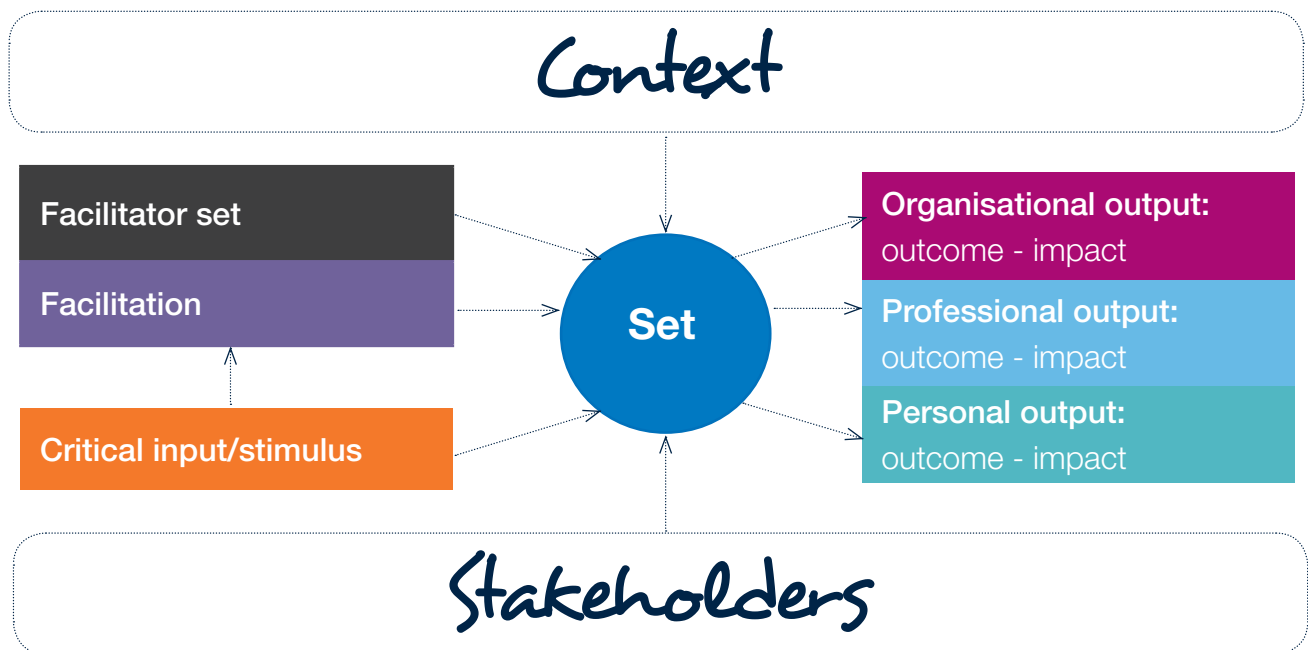 Context
Facilitator set
Facilitation
Critical input/stimulus
Set
Organisational output:
outcome - impact
Professional output:
outcome - impact
Personal output:
outcome - impact
Stakeholders